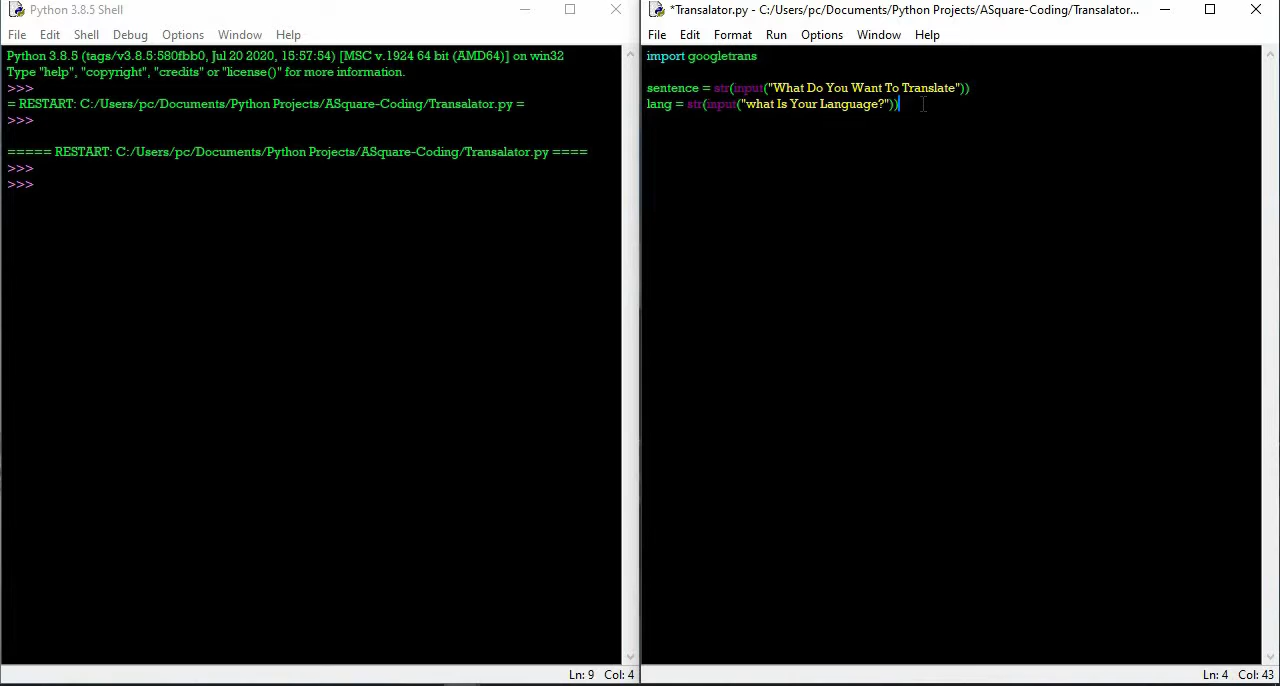 Python 3.8.5 Shell
File Edit Shell Debug Options Window Help
Python 3.8.5 (tags/v3.8.5:580fbb0, Jul 20 2020, 15:57:54) [MSC v.1924 64 bit (AMD64)] on win32
Type "help", "copyright", "credits" or "license()" for more information.
>>>
= RESTART: C:/Users/pc/Documents/Python Projects/ASquare-Coding/Transalator.py =
>>>
===== RESTART: C:/Users/pc/Documents/Python Projects/ASquare-Coding/Transalator.py ====
>>>
>>>
Ln: 9 Col: 4
*Transalator.py - C:/Users/pc/Documents/Python Projects/ASquare-Coding/Transalator...
File Edit Format Run Options Window Help
import googletrans
sentence = str(input("What Do You Want To Translate"))
lang = str(input("what Is Your Language?"))
Ln: 4 Col: 43